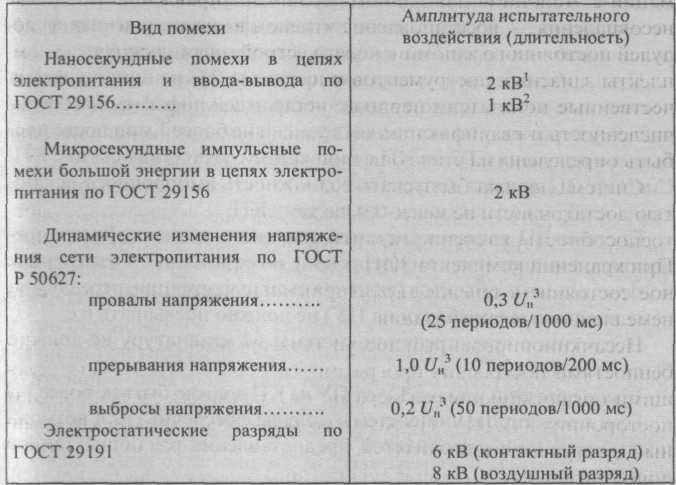 Вид помехи
Амплитуда испытательного
воздействия (длительность)
Наносекундные помехи в цепях
электропитания и ввода-вывода по
ГОСТ 29156..........
2 кВ¹
1 кВ²
Микросекундные импульсные по-
мехи большой энергии в цепях электро-
питания по ГОСТ 29156
2 кВ
Динамические изменения напряже-
ния сети электропитания по ГОСТ
Р 50627:
провалы напряжения..........
0,3 Uн³
(25 периодов/1000 мс)
прерывания напряжения......
1,0 Uн³ (10 периодов/200 мс)
выбросы напряжения..........
0,2 Uн³ (50 периодов/1000 мс)
Электростатические разряды по
ГОСТ 29191
6 кВ (контактный разряд)
8 кВ (воздушный разряд)